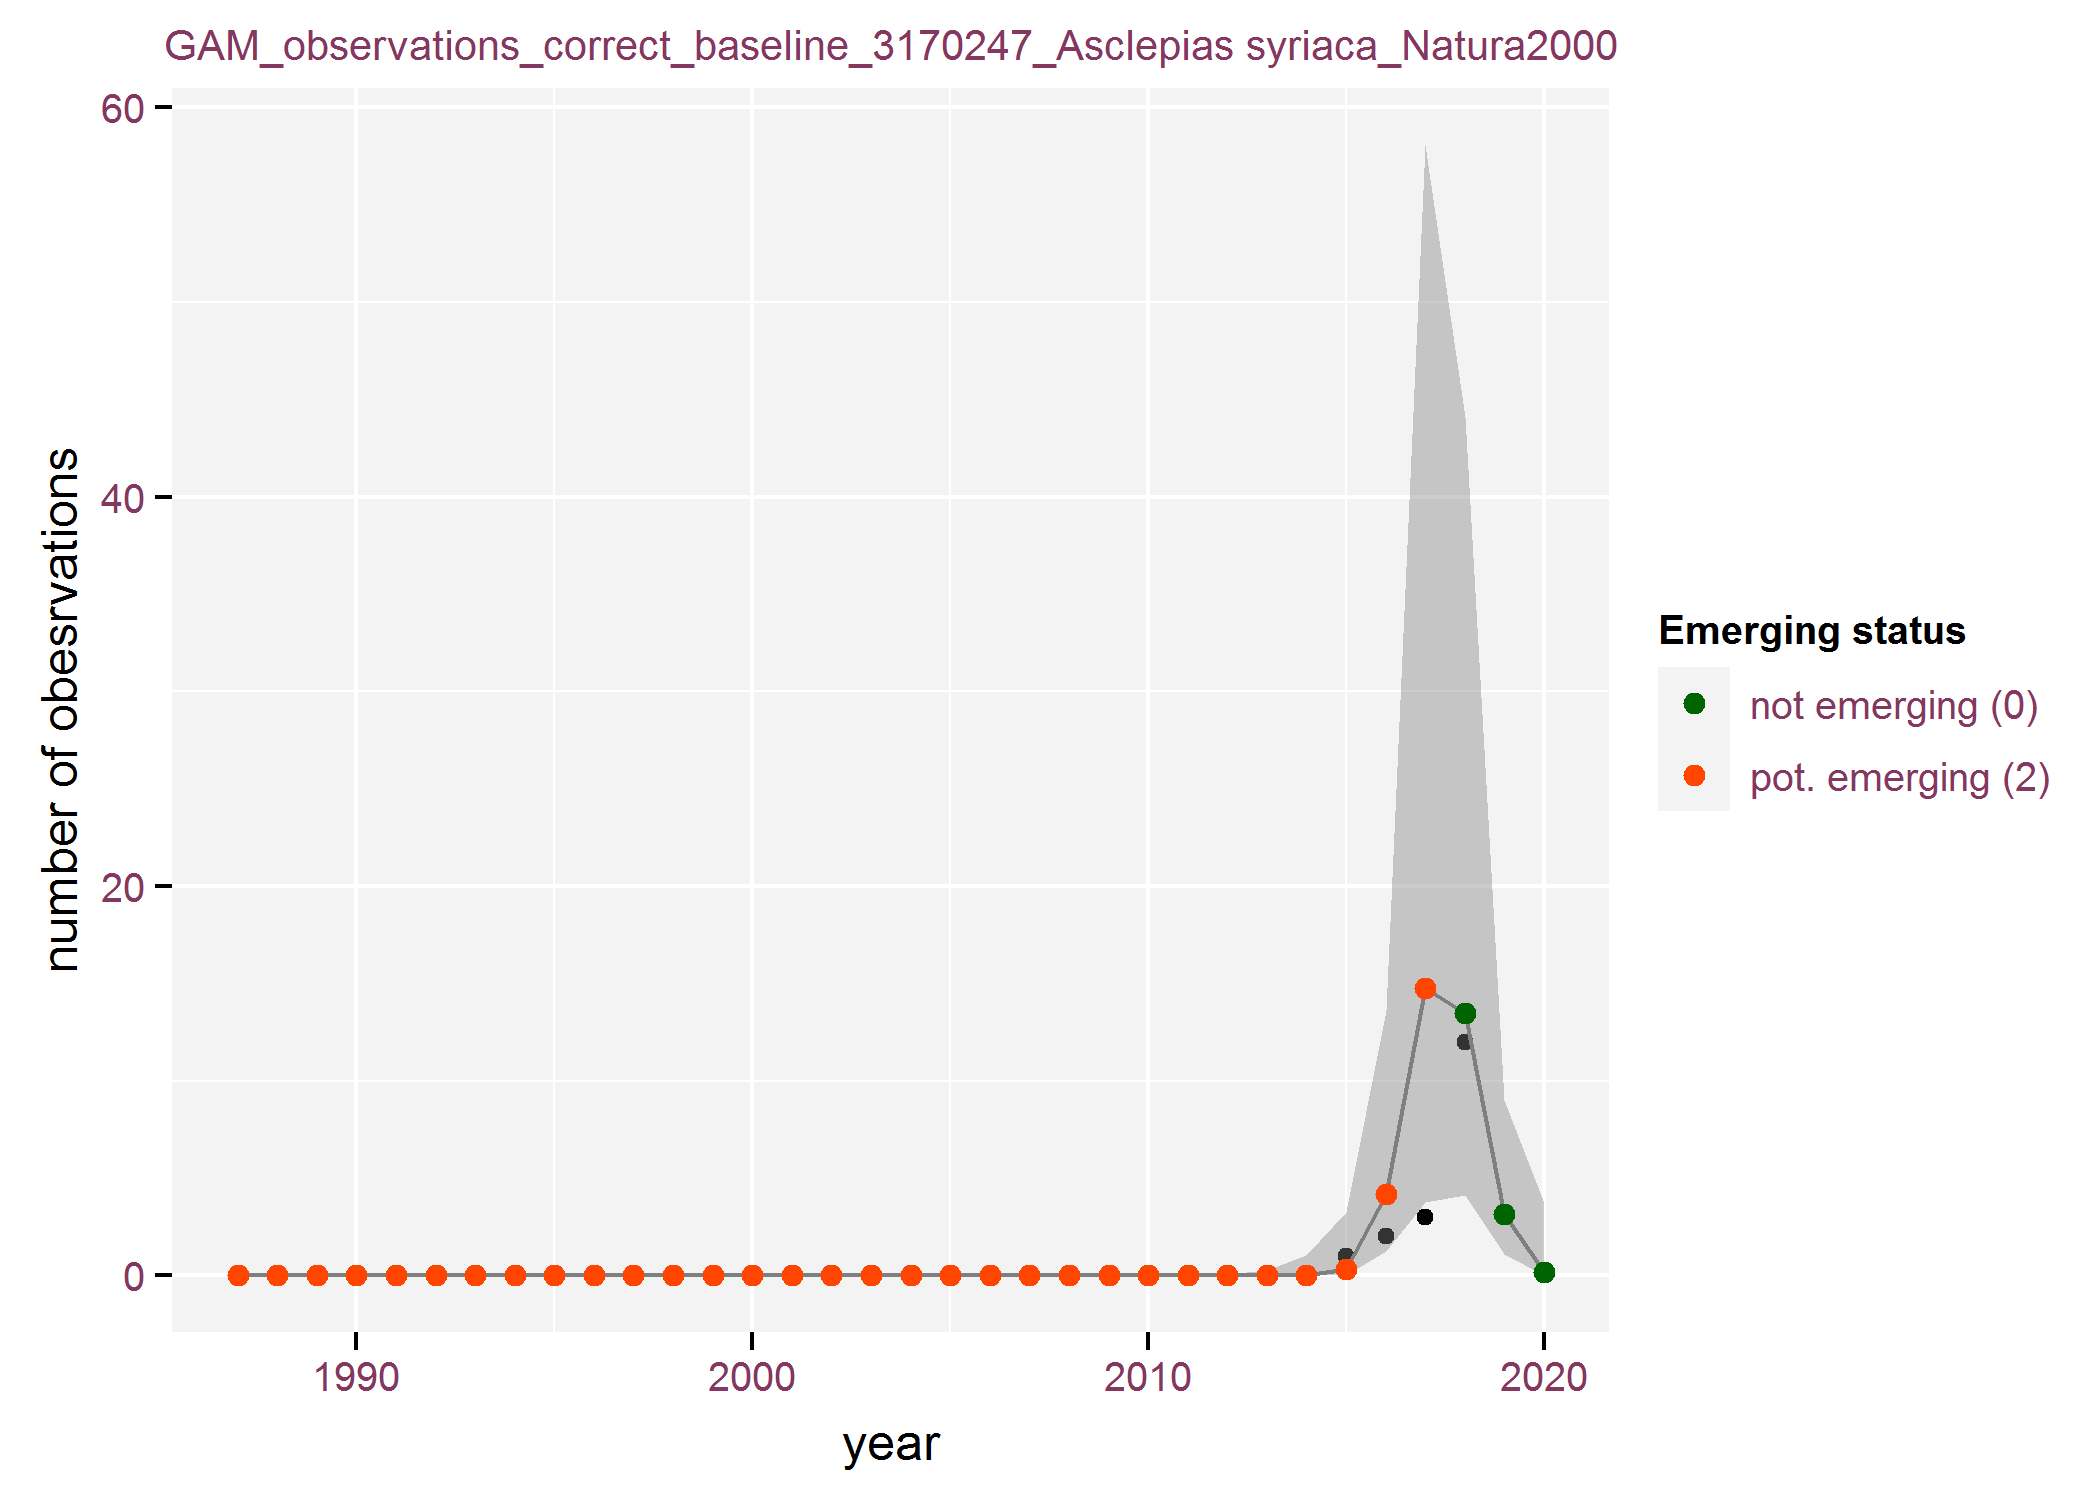 GAM_observations_correct_baseline_3170247_Asclepias syriaca_Natura2000
60
40
20
0
number of obesrvations
1990
2000
2010
2020
year
Emerging status
not emerging (0)
pot. emerging (2)